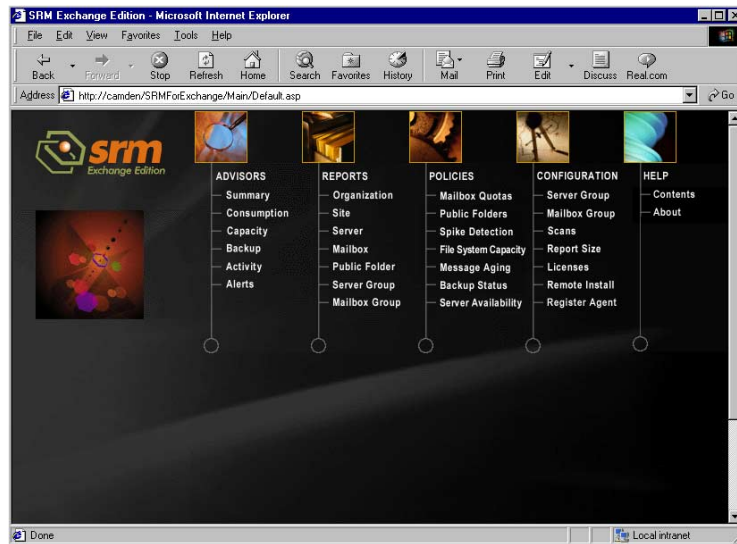 SRM Exchange Edition - Microsoft Internet Explorer
File Edit View Favorites Tools Help
Back Forward Stop Refresh Home Search Favorites History Mail Print Edit Discuss Real.com
Address http://camden/SRMForExchange/Main/Default.asp Go
srm
Exchange Edition
ADVISORS
Summary
Consumption
Capacity
Backup
Activity
Alerts
REPORTS
Organization
Site
Server
Mailbox
Public Folder
Server Group
Mailbox Group
POLICIES
Mailbox Quotas
Public Folders
Spike Detection
File System Capacity
Message Aging
Backup Status
Server Availability
CONFIGURATION
Server Group
Mailbox Group
Scans
Report Size
Licenses
Remote Install
Register Agent
HELP
Contents
About
Done Local intranet